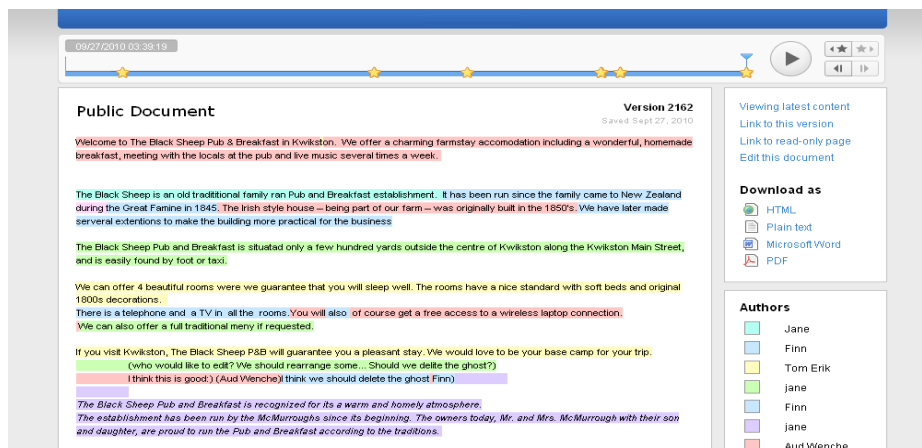 09/27/2010 03:39:19
Public Document
Version 2162
Saved Sept 27, 2010
Welcome to The Black Sheep Pub & Breakfast in Kwikston. We offer a charming farmstay accomodation including a wonderful, homemade
breakfast, meeting with the locals at the pub and live music several times a week.
The Black Sheep is an old tradititional family ran Pub and Breakfast establishment. It has been run since the family came to New Zealand
during the Great Famine in 1845. The Irish style house – being part of our farm – was originally built in the 1850's. We have later made
serveral extentions to make the building more practical for the business
The Black Sheep Pub and Breakfast is situatad only a few hundred yards outside the centre of Kwikston along the Kwikston Main Street,
and is easily found by foot or taxi.
We can offer 4 beautiful rooms were we guarantee that you will sleep well. The rooms have a nice standard with soft beds and original
1800s decorations.
There is a telephone and a TV in all the rooms.You will also of course get a free access to a wireless laptop connection.
We can also offer a full traditional meny if requested.
If you visit Kwikston, The Black Sheep P&B will guarantee you a pleasant stay. We would love to be your base camp for your trip.
(who would like to edit? We should rearrange some... Should we delite the ghost?)
I think this is good:) (Aud Wenche)I think we should delete the ghost Finn)
The Black Sheep Pub and Breakfast is recognized for its a warm and homely atmosphere.
The establishment has been run by the McMurroughs since its beginning. The owners today, Mr. and Mrs. McMurrough with their son
and daughter, are proud to run the Pub and Breakfast according to the traditions.
Viewing latest content
Link to this version
Link to read-only page
Edit this document
Download as
HTML
Plain text
Microsoft Word
PDF
Authors
Jane
Finn
Tom Erik
jane
Finn
jane
Aud Wenche